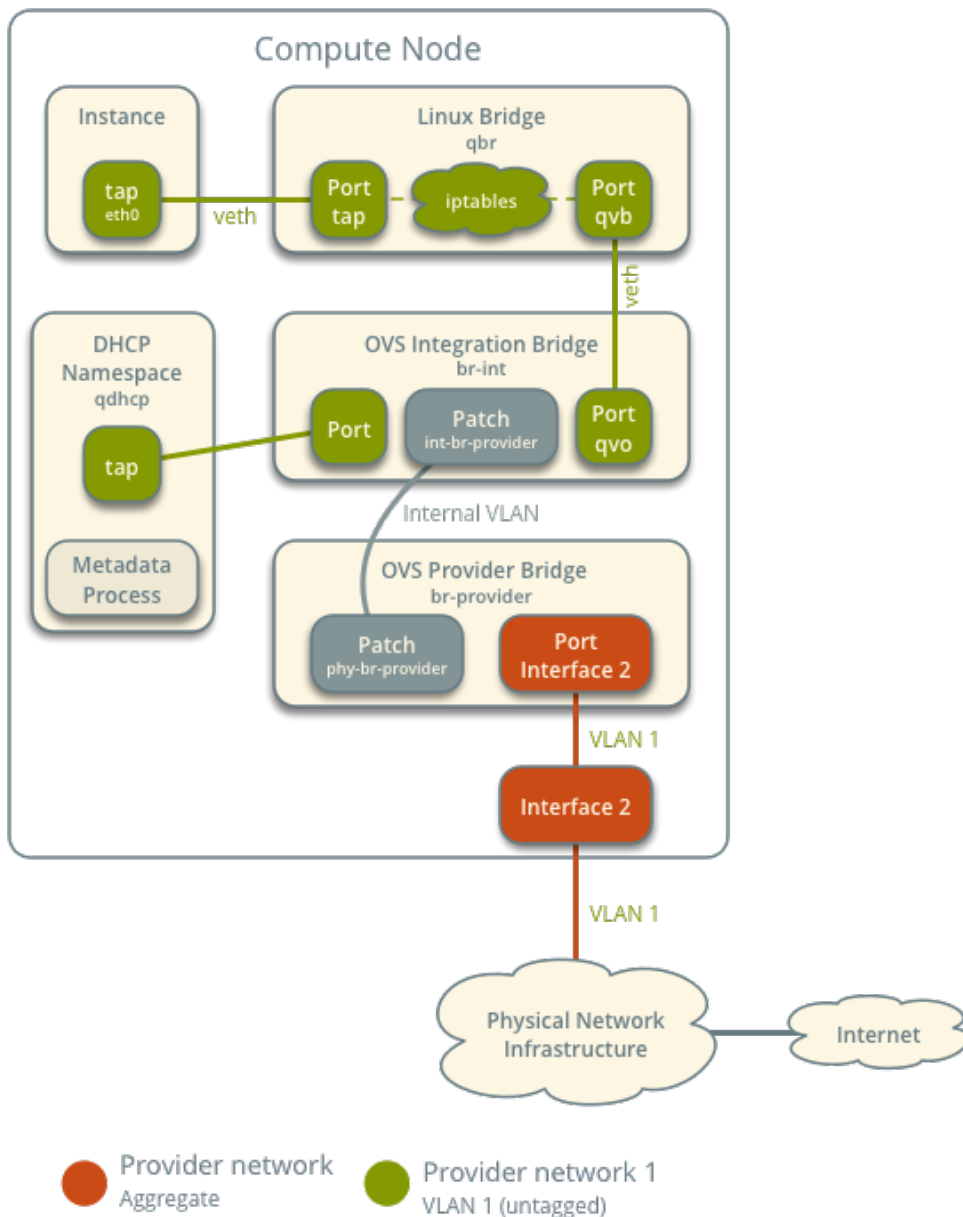 Compute Node
Instance
tap
eth0
veth
Linux Bridge
qbr
Port
tap
iptables
Port
qvb
veth
DHCP
Namespace
qdhcp
tap
Metadata
Process
OVS Integration Bridge
br-int
Port
Patch
int-br-provider
Port
qvo
Internal VLAN
OVS Provider Bridge
br-provider
Patch
phy-br-provider
Port
Interface 2
VLAN 1
Interface 2
VLAN 1
Physical Network
Infrastructure
Internet
Provider network
Aggregate
Provider network 1
VLAN 1 (untagged)